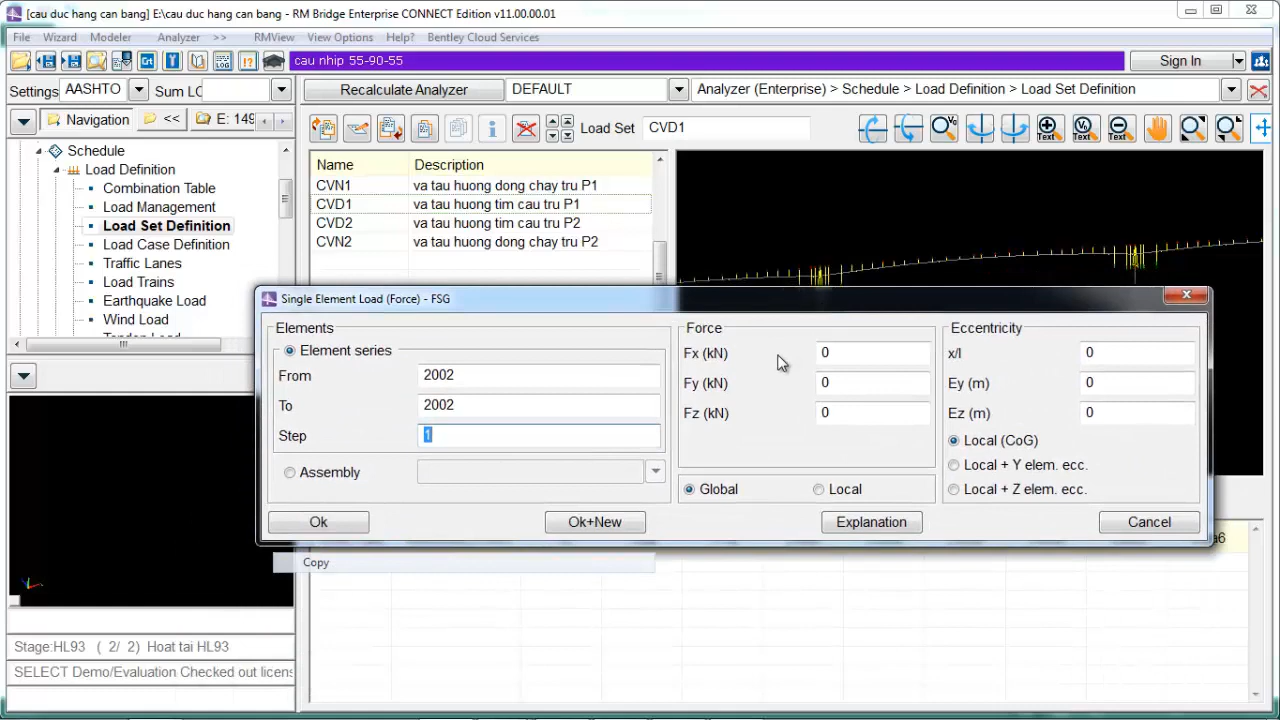 [cau duc hang can bang] E:\cau duc hang can bang\ - RM Bridge Enterprise CONNECT Edition v11.00.00.01
File Wizard Modeler Analyzer >> RMView View Options Help? Bentley Cloud Services
cau nhip 55-90-55 Sign In
Settings AASHTO Sum LC Recalculate Analyzer DEFAULT Analyzer (Enterprise) > Schedule > Load Definition > Load Set Definition
Navigation << E: 149 Load Set CVD1
Schedule
Load Definition
Combination Table
Load Management
Load Set Definition
Load Case Definition
Traffic Lanes
Load Trains
Earthquake Load
Wind Load
Name Description
CVN1 va tau huong dong chay tru P1
CVD1 va tau huong tim cau tru P1
CVD2 va tau huong tim cau tru P2
CVN2 va tau huong dong chay tru P2
Single Element Load (Force) - FSG
Elements Force Eccentricity
Element series Fx (kN) 0 x/l 0
From 2002 Fy (kN) 0 Ey (m) 0
To 2002 Fz (kN) 0 Ez (m) 0
Step 1 Local (CoG)
Assembly Local + Y elem. ecc.
Global Local Local + Z elem. ecc.
Ok Ok+New Explanation Cancel
Copy
Stage:HL93 ( 2/ 2) Hoat tai HL93
SELECT Demo/Evaluation Checked out licens